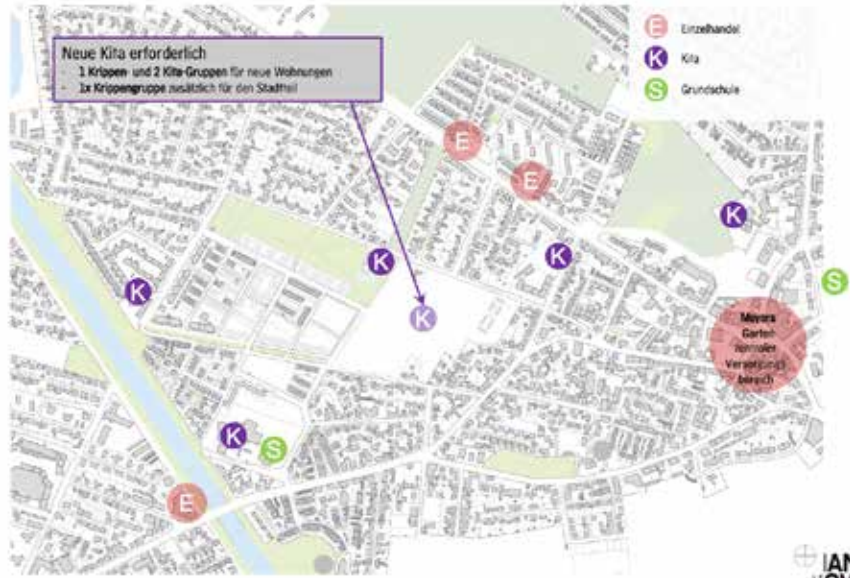 Neue Kita erforderlich
- 1 Krippen- und 2 Kita-Gruppen für neue Wohnungen
- 1x Krippengruppe zusätzlich für den Stadtteil
E Einzelhandel
K Kita
S Grundschule
E
E
K
K
K
K
S
K
Meyers
Garten
zentraler
Versorgungs
bereich
K
S
E